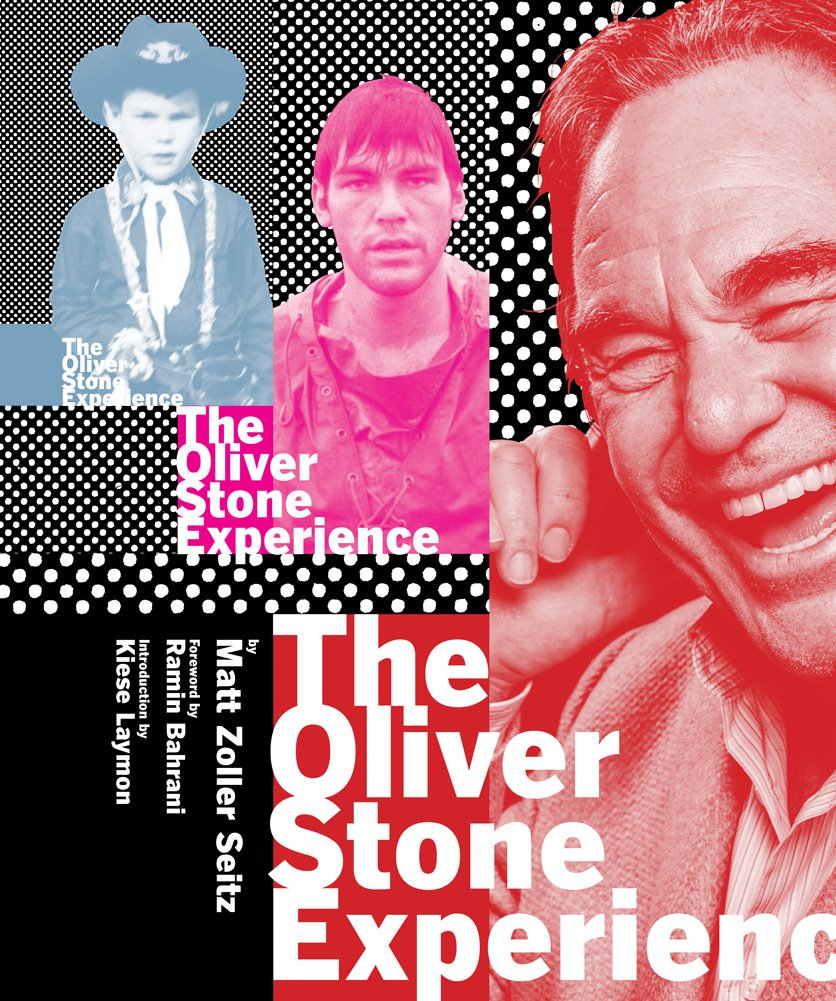 The
Oliver
Stone
Experience
The
Oliver
Stone
Experience
The
Oliver
Stone
Experienc
by
Matt Zoller Seitz
Foreword by
Ramin Bahrani
Introduction by
Kiese Laymon